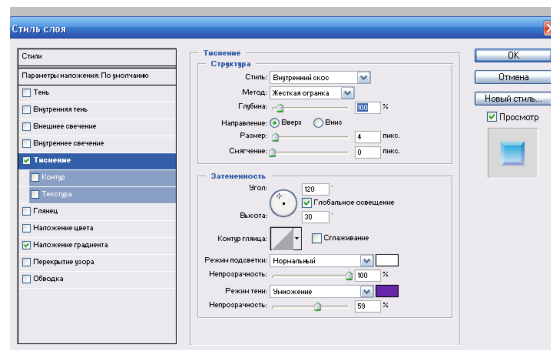 Стиль слоя
Стили
Параметры наложения: По умолчанию
Тень
Внутренняя тень
Внешнее свечение
Внутреннее свечение
Тиснение
Контур
Текстура
Глянец
Наложение цвета
Наложение градиента
Перекрытие узора
Обводка
Тиснение
Структура
Стиль: Внутренний скос
Метод: Жесткая огранка
Глубина: 100 %
Направление: Вверх Вниз
Размер: 4 пикс.
Смягчение: 0 пикс.
Затененность
Угол: 120 °
Глобальное освещение
Высота: 30 °
Контур глянца: Сглаживание
Режим подсветки: Нормальный
Непрозрачность: 100 %
Режим тени: Умножение
Непрозрачность: 59 %
OK
Отмена
Новый стиль...
Просмотр